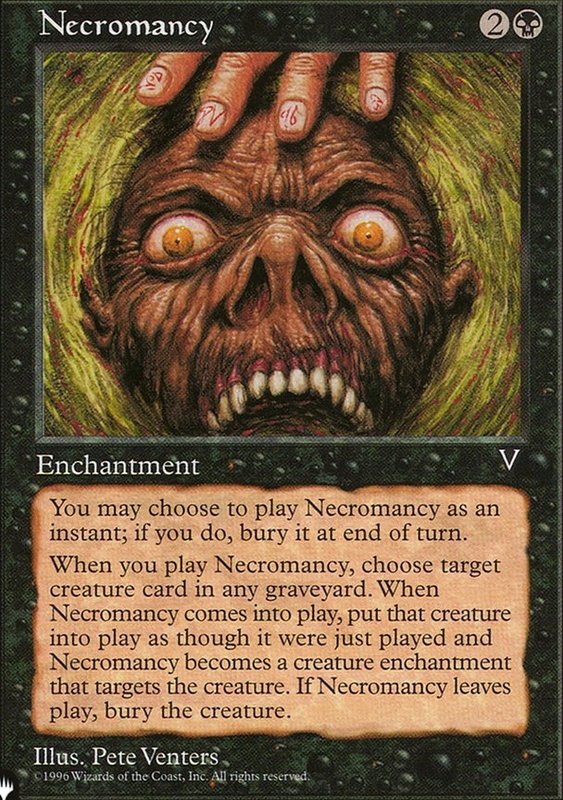 Necromancy 2
PV 96
Enchantment V
You may choose to play Necromancy as an
instant; if you do, bury it at end of turn.
When you play Necromancy, choose target
creature card in any graveyard. When
Necromancy comes into play, put that creature
into play as though it were just played and
Necromancy becomes a creature enchantment
that targets the creature. If Necromancy leaves
play, bury the creature.
Illus. Pete Venters
©1996 Wizards of the Coast, Inc. All rights reserved.